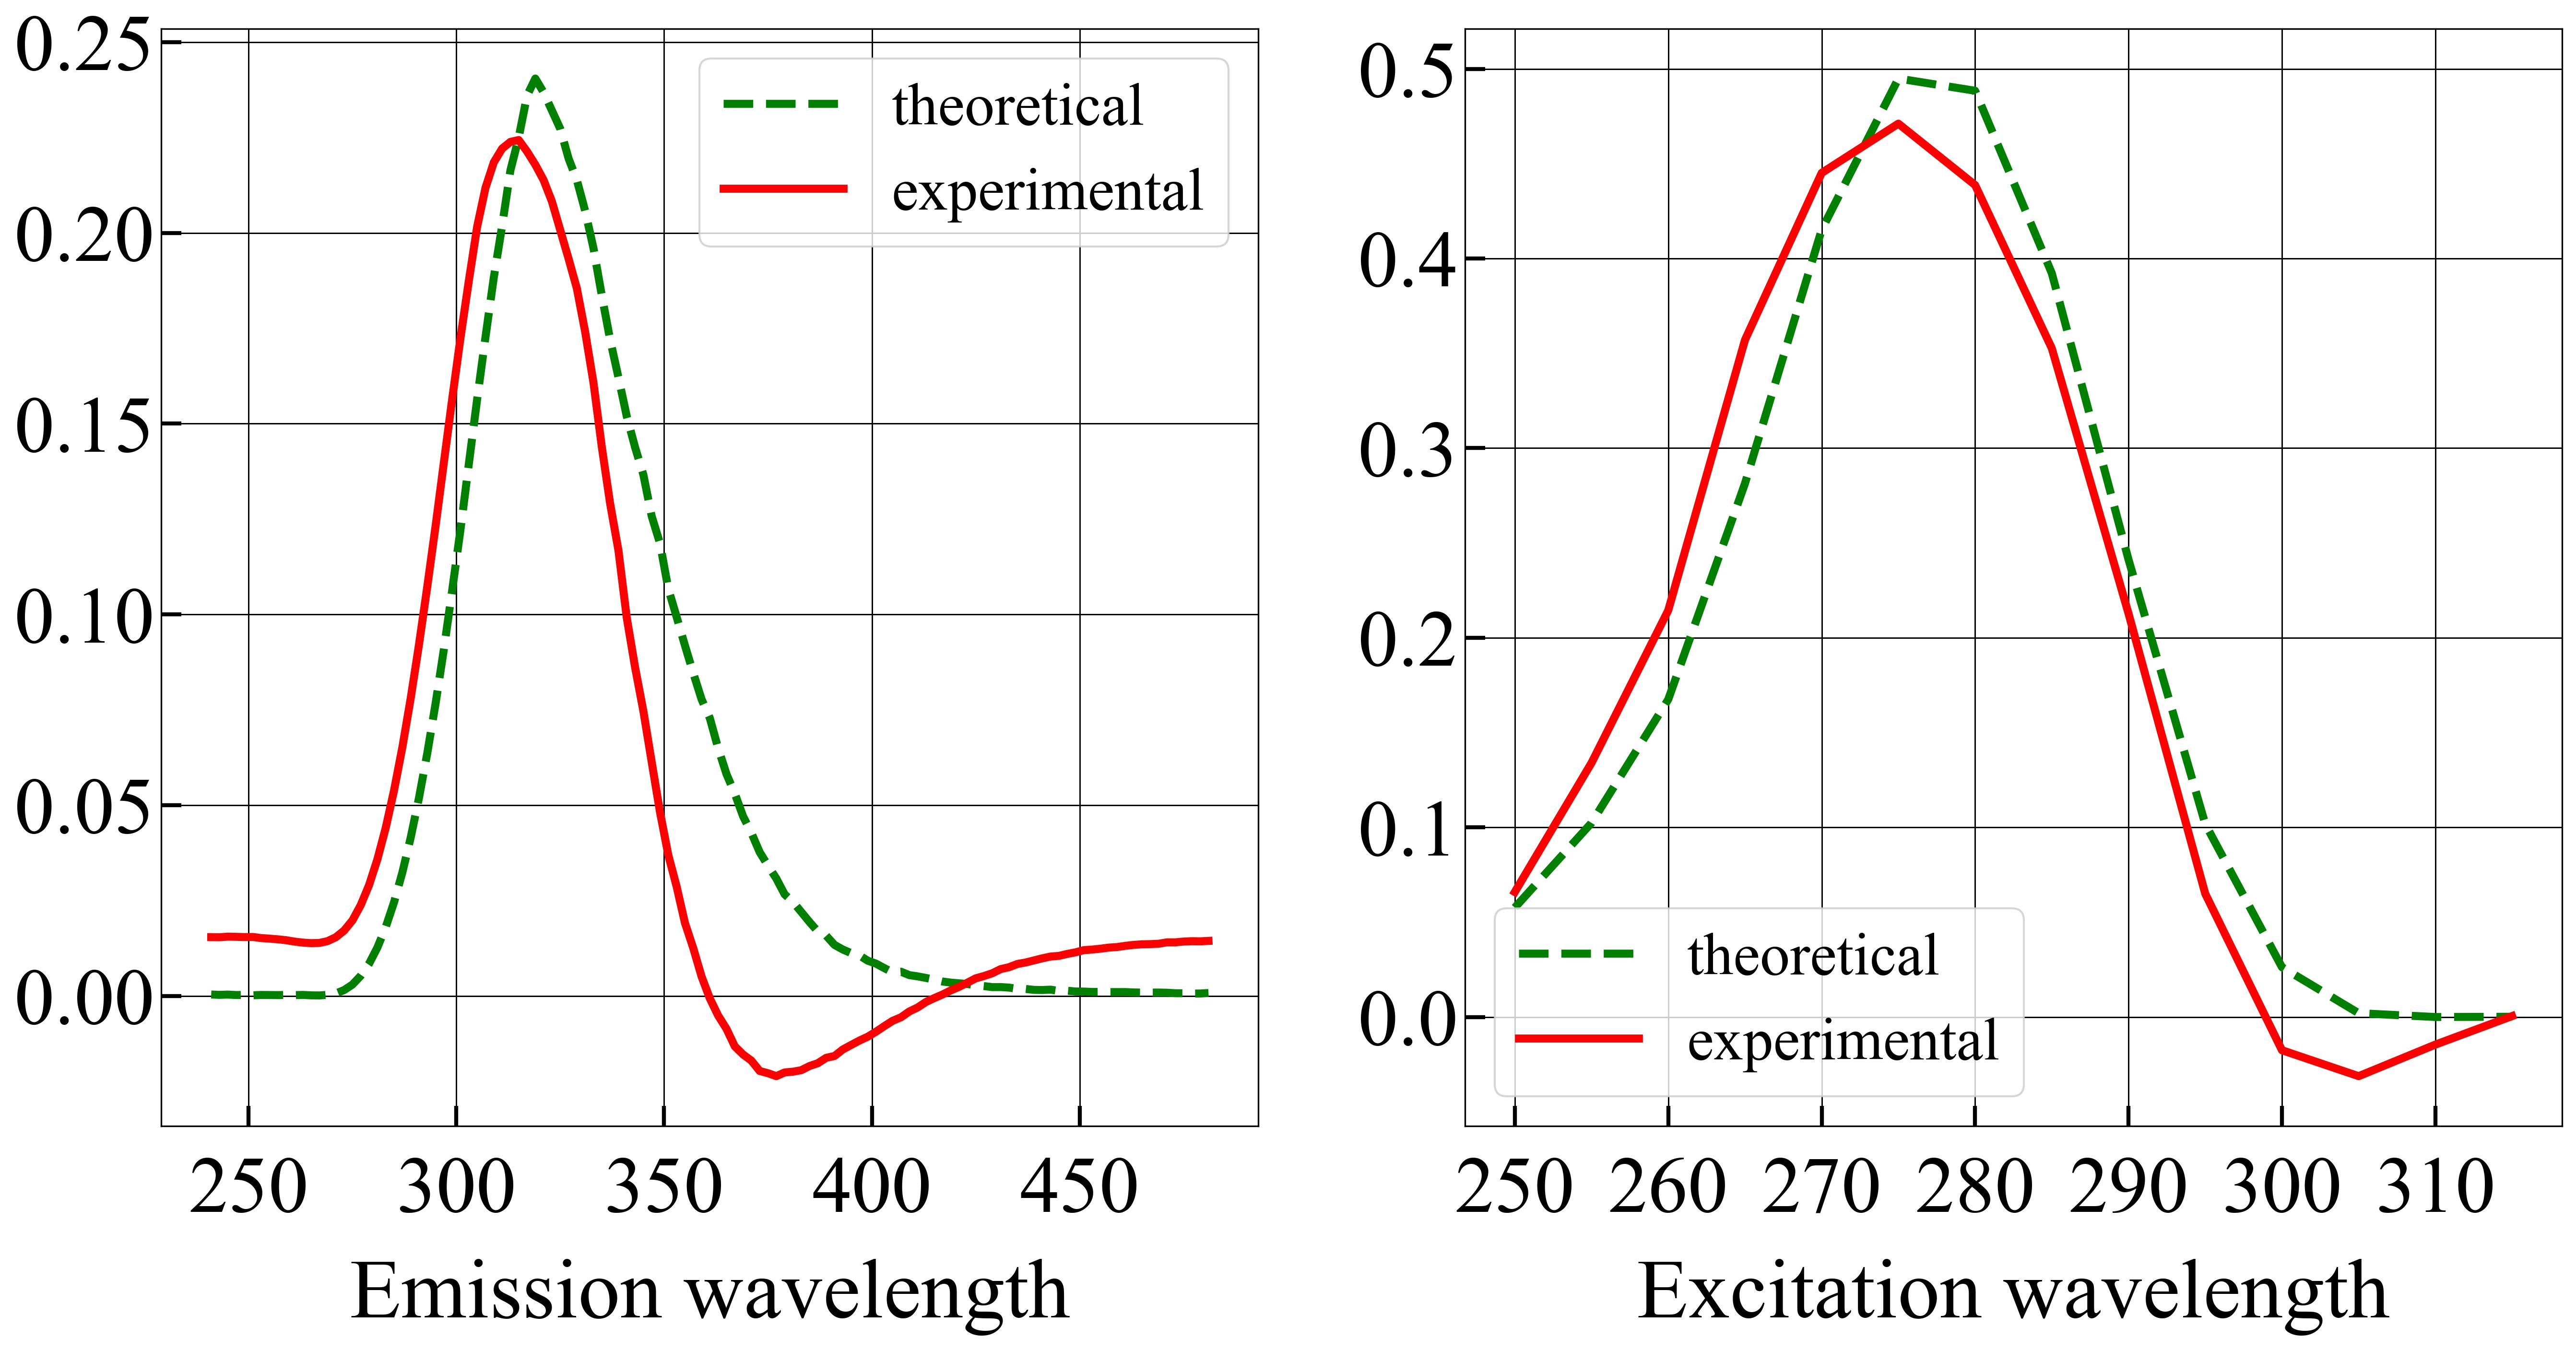 0.25
0.20
0.15
0.10
0.05
0.00
theoretical
experimental
250 300 350 400 450
Emission wavelength
0.5
0.4
0.3
0.2
0.1
0.0
theoretical
experimental
250 260 270 280 290 300 310
Excitation wavelength